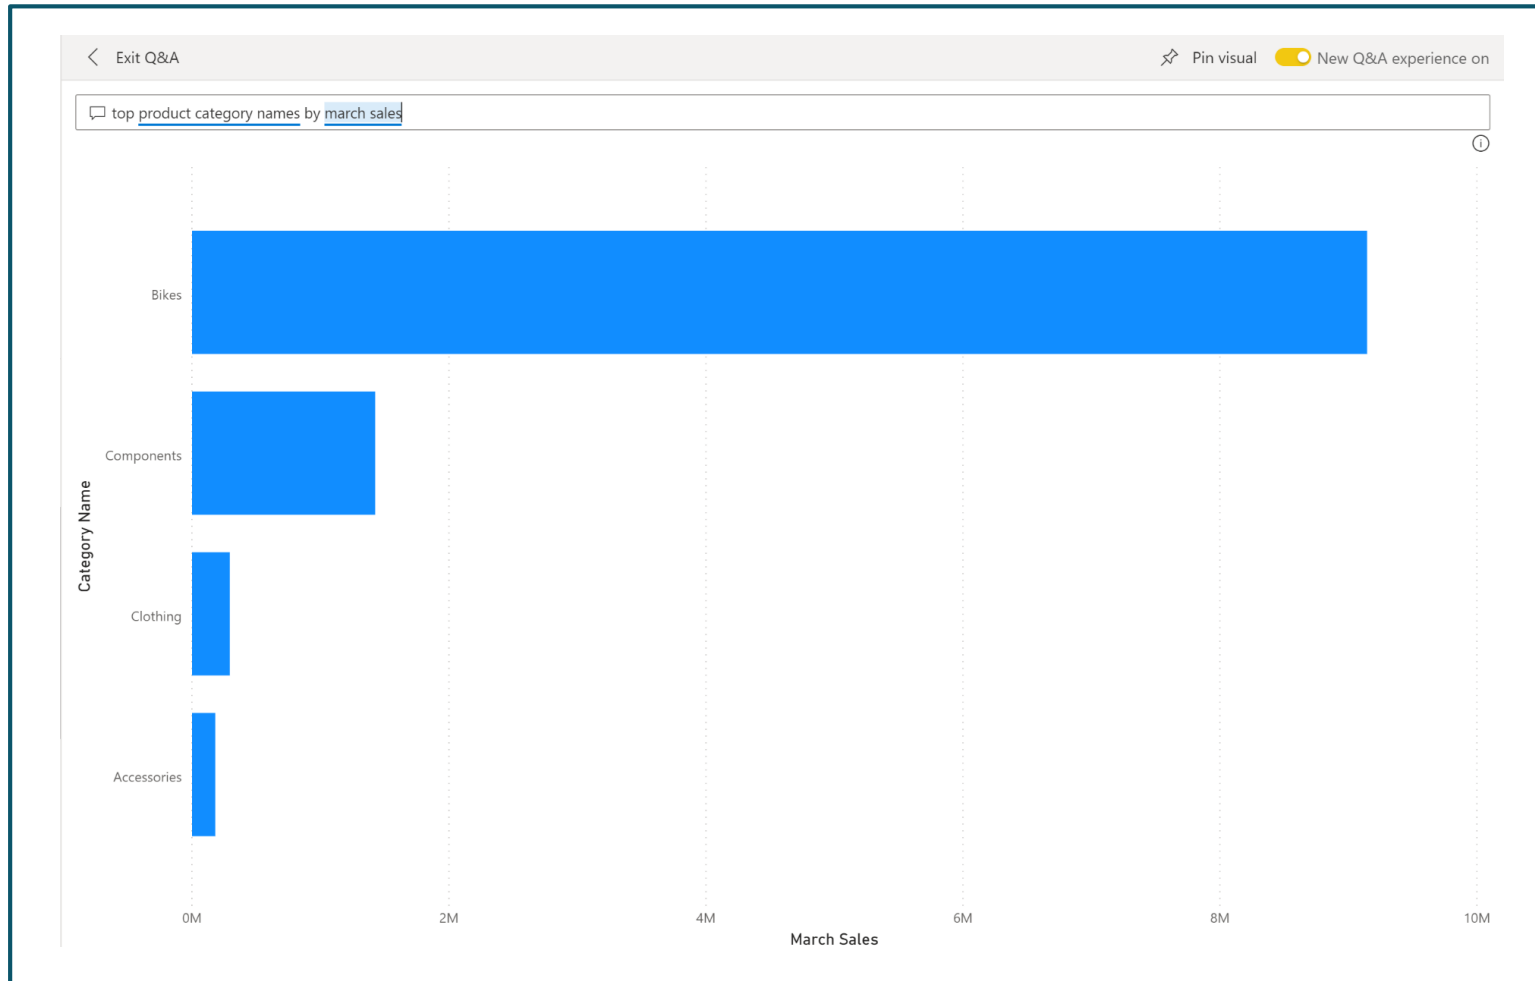 Exit Q&A
Pin visual
New Q&A experience on
top product category names by march sales
Bikes
Components
Clothing
Accessories
Category Name
0M 2M 4M 6M 8M 10M
March Sales